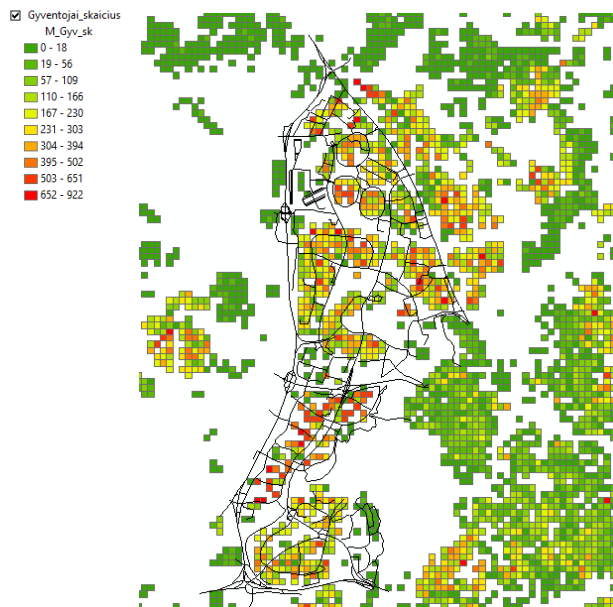 Gyventojai_skaicius
M_Gyv_sk
0 - 18
19 - 56
57 - 109
110 - 166
167 - 230
231 - 303
304 - 394
395 - 502
503 - 651
652 - 922